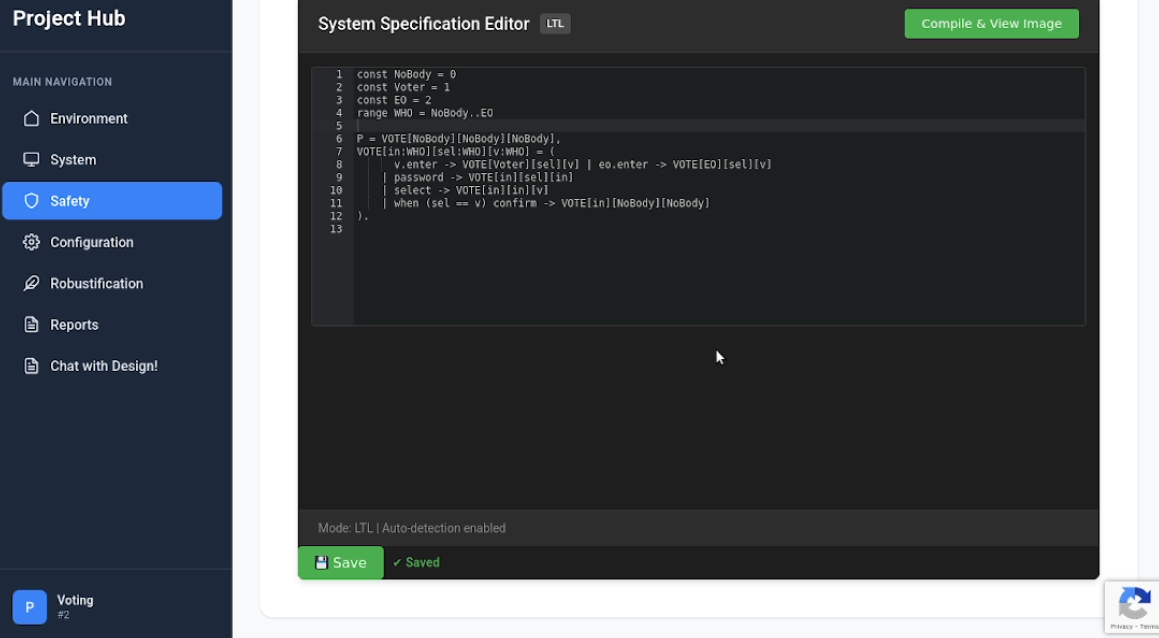 Project Hub
MAIN NAVIGATION
Environment
System
Safety
Configuration
Robustification
Reports
Chat with Design!
P
Voting
#2
System Specification Editor LTL
Compile & View Image
1 const NoBody = 0
2 const Voter = 1
3 const EO = 2
4 range WHO = NoBody..EO
5
6 P = VOTE[NoBody][NoBody][NoBody],
7 VOTE[in:WHO][sel:WHO][v:WHO] = (
8 v.enter -> VOTE[Voter][sel][v] | eo.enter -> VOTE[EO][sel][v]
9 | password -> VOTE[in][sel][in]
10 | select -> VOTE[in][in][v]
11 | when (sel == v) confirm -> VOTE[in][NoBody][NoBody]
12 ).
13
Mode: LTL | Auto-detection enabled
Save ✓ Saved
Privacy - Terms